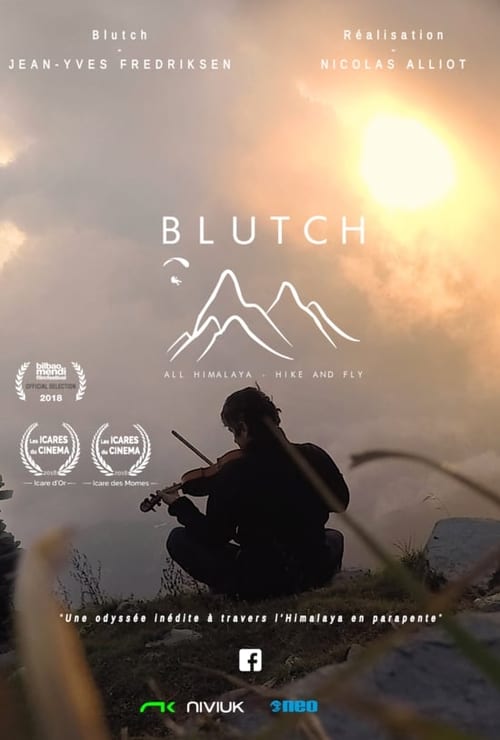 Blutch
-
JEAN-YVES FREDRIKSEN
Réalisation
-
NICOLAS ALLIOT
BLUTCH
ALL HIMALAYA - HIKE AND FLY
bilbao
mendi
filmfestival
OFFICIAL SELECTION
2018
Les ICARES
du CINEMA
2018
Icare d'Or
Les ICARES
du CINEMA
2018
Icare des Momes
"Une odyssée inédite à travers l'Himalaya en parapente"
f
NIVIUK
neo